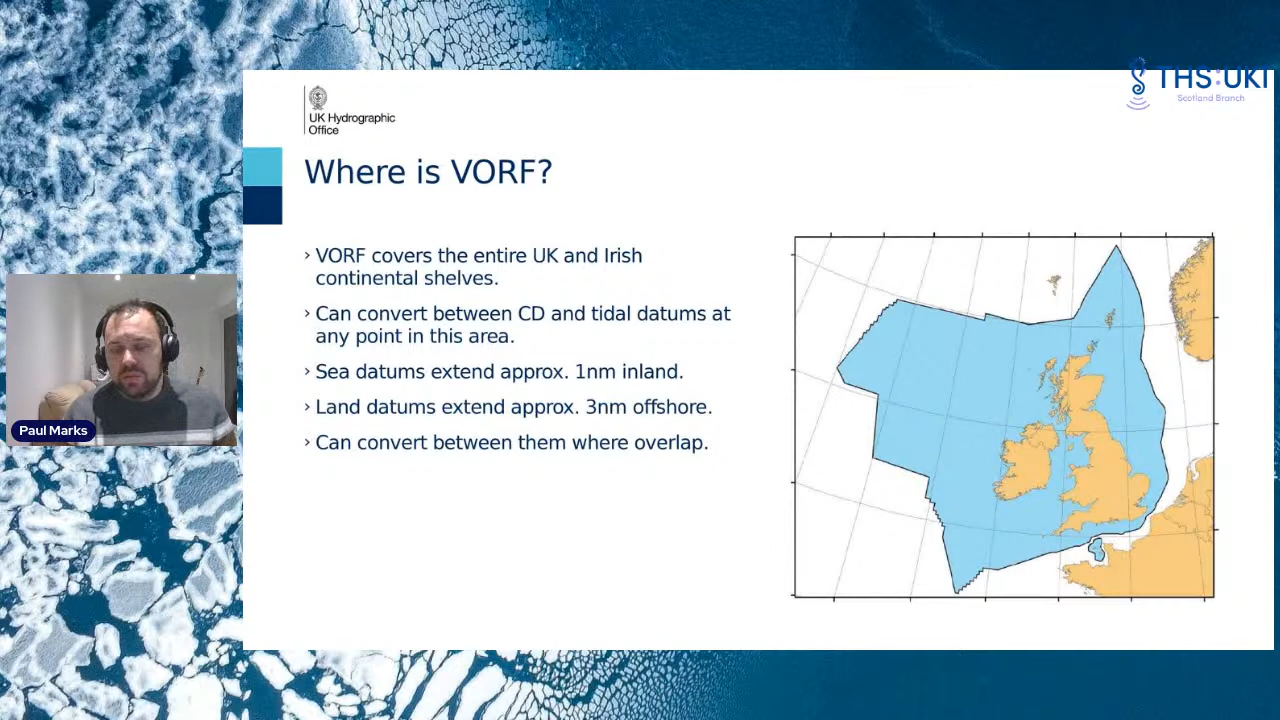 THS:UKI
Scotland Branch
UK Hydrographic
Office
Where is VORF?
› VORF covers the entire UK and Irish
continental shelves.
› Can convert between CD and tidal datums at
any point in this area.
› Sea datums extend approx. 1nm inland.
› Land datums extend approx. 3nm offshore.
› Can convert between them where overlap.
Paul Marks